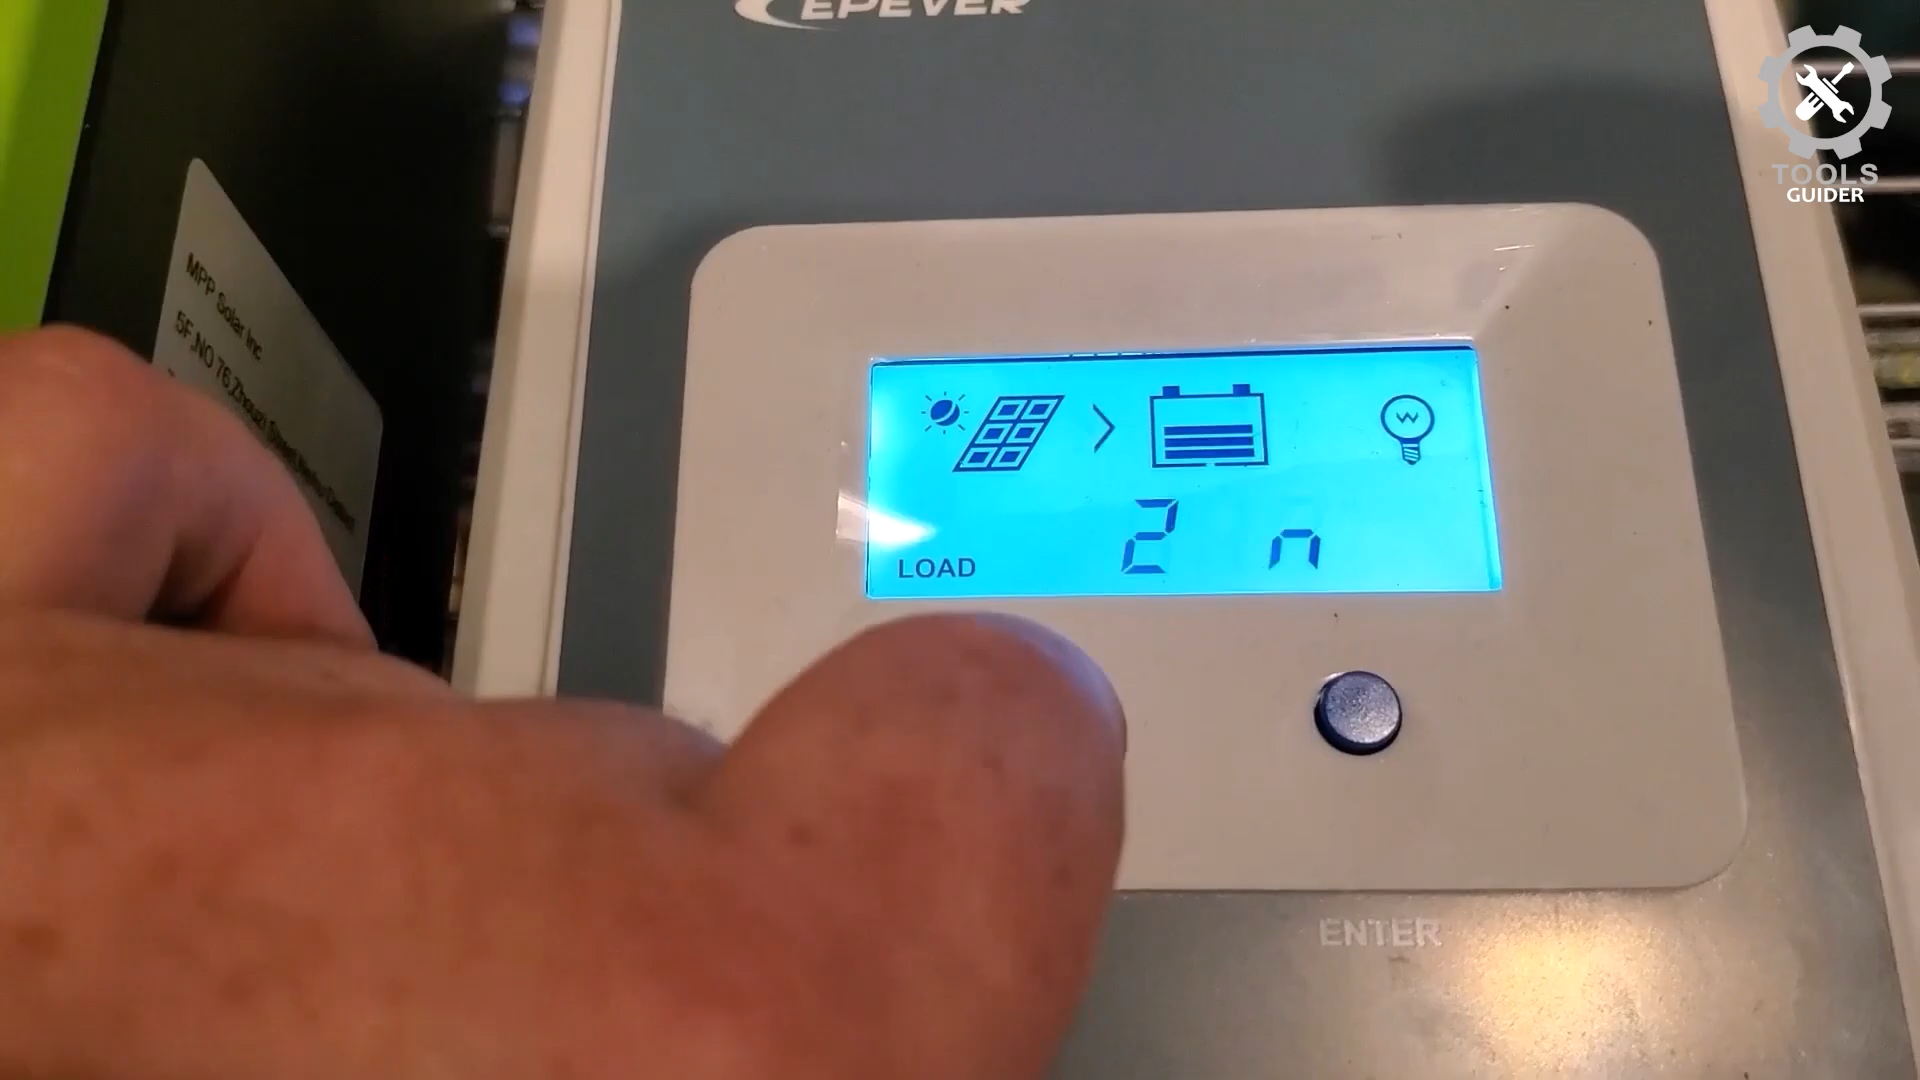 EPEVER
TOOLS
GUIDER
MPP Solar Inc
5F,NO 76,Zhouzi Street,
LOAD
2 n
ENTER